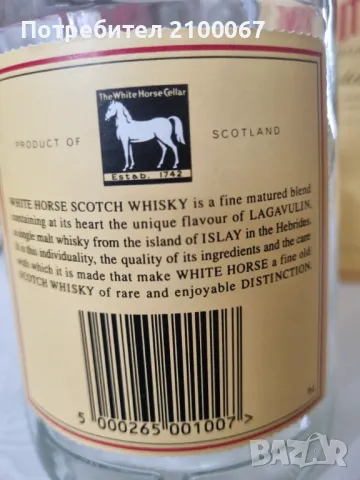 Потребител 2100067
The White Horse Cellar
PRODUCT OF SCOTLAND
Estab. 1742
WHITE HORSE SCOTCH WHISKY is a fine matured blend
containing at its heart the unique flavour of LAGAVULIN,
a single malt whisky from the island of ISLAY in the Hebrides.
It is this individuality, the quality of its ingredients and the care
with which it is made that make WHITE HORSE a fine old
SCOTCH WHISKY of rare and enjoyable DISTINCTION.
5 000265 001007 >
BAZAR